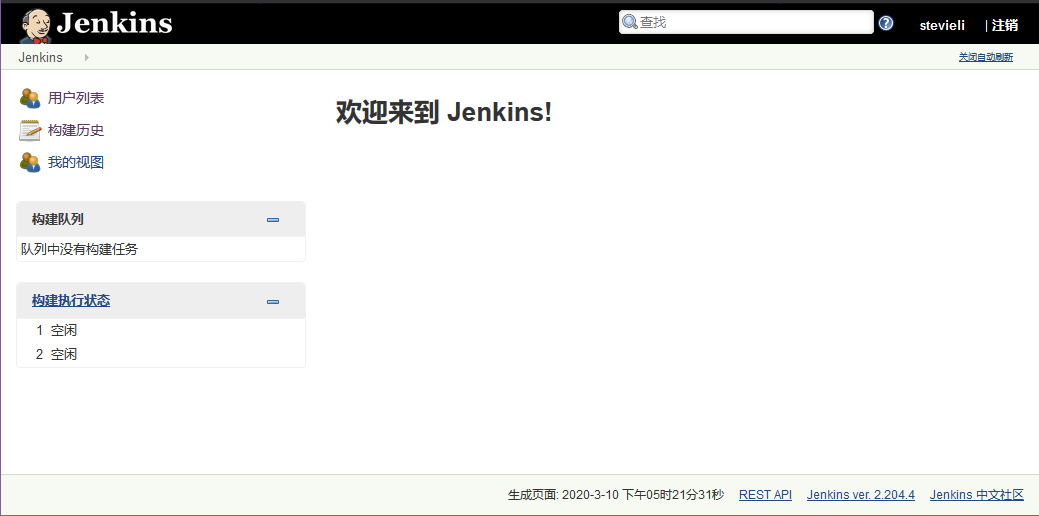 Jenkins
查找
stevieli
| 注销
Jenkins
关闭自动刷新
用户列表
构建历史
我的视图
欢迎来到 Jenkins!
构建队列
队列中没有构建任务
构建执行状态
1 空闲
2 空闲
生成页面: 2020-3-10 下午05时21分31秒 REST API Jenkins ver. 2.204.4 Jenkins 中文社区